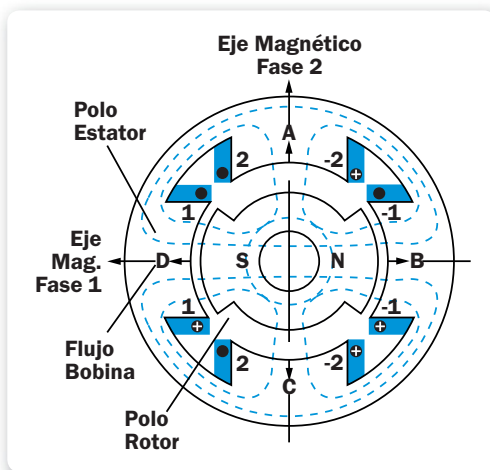 Eje Magnético
Fase 2
Polo
Estator
A
2
-2
1
-1
Eje
Mag.
Fase 1
D
S
N
B
1
-1
2
-2
C
Flujo
Bobina
Polo
Rotor